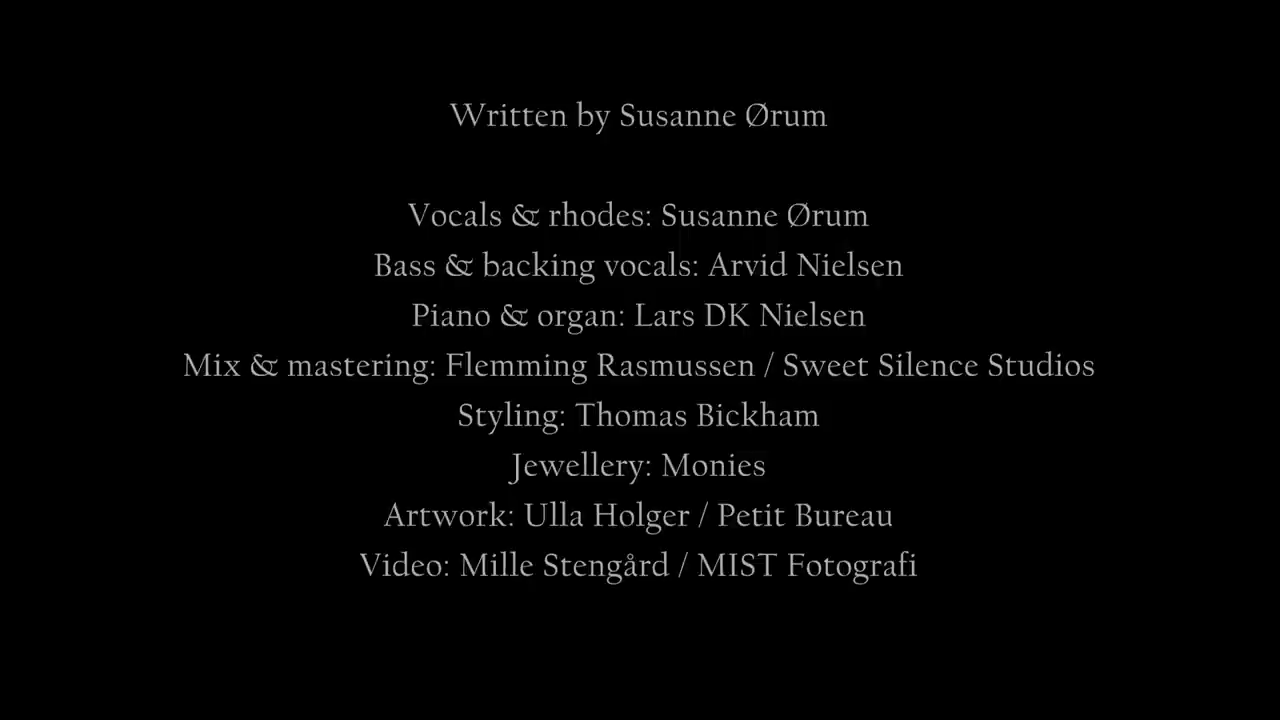 Written by Susanne Ørum
Vocals & rhodes: Susanne Ørum
Bass & backing vocals: Arvid Nielsen
Piano & organ: Lars DK Nielsen
Mix & mastering: Flemming Rasmussen / Sweet Silence Studios
Styling: Thomas Bickham
Jewellery: Monies
Artwork: Ulla Holger / Petit Bureau
Video: Mille Stengård / MIST Fotografi